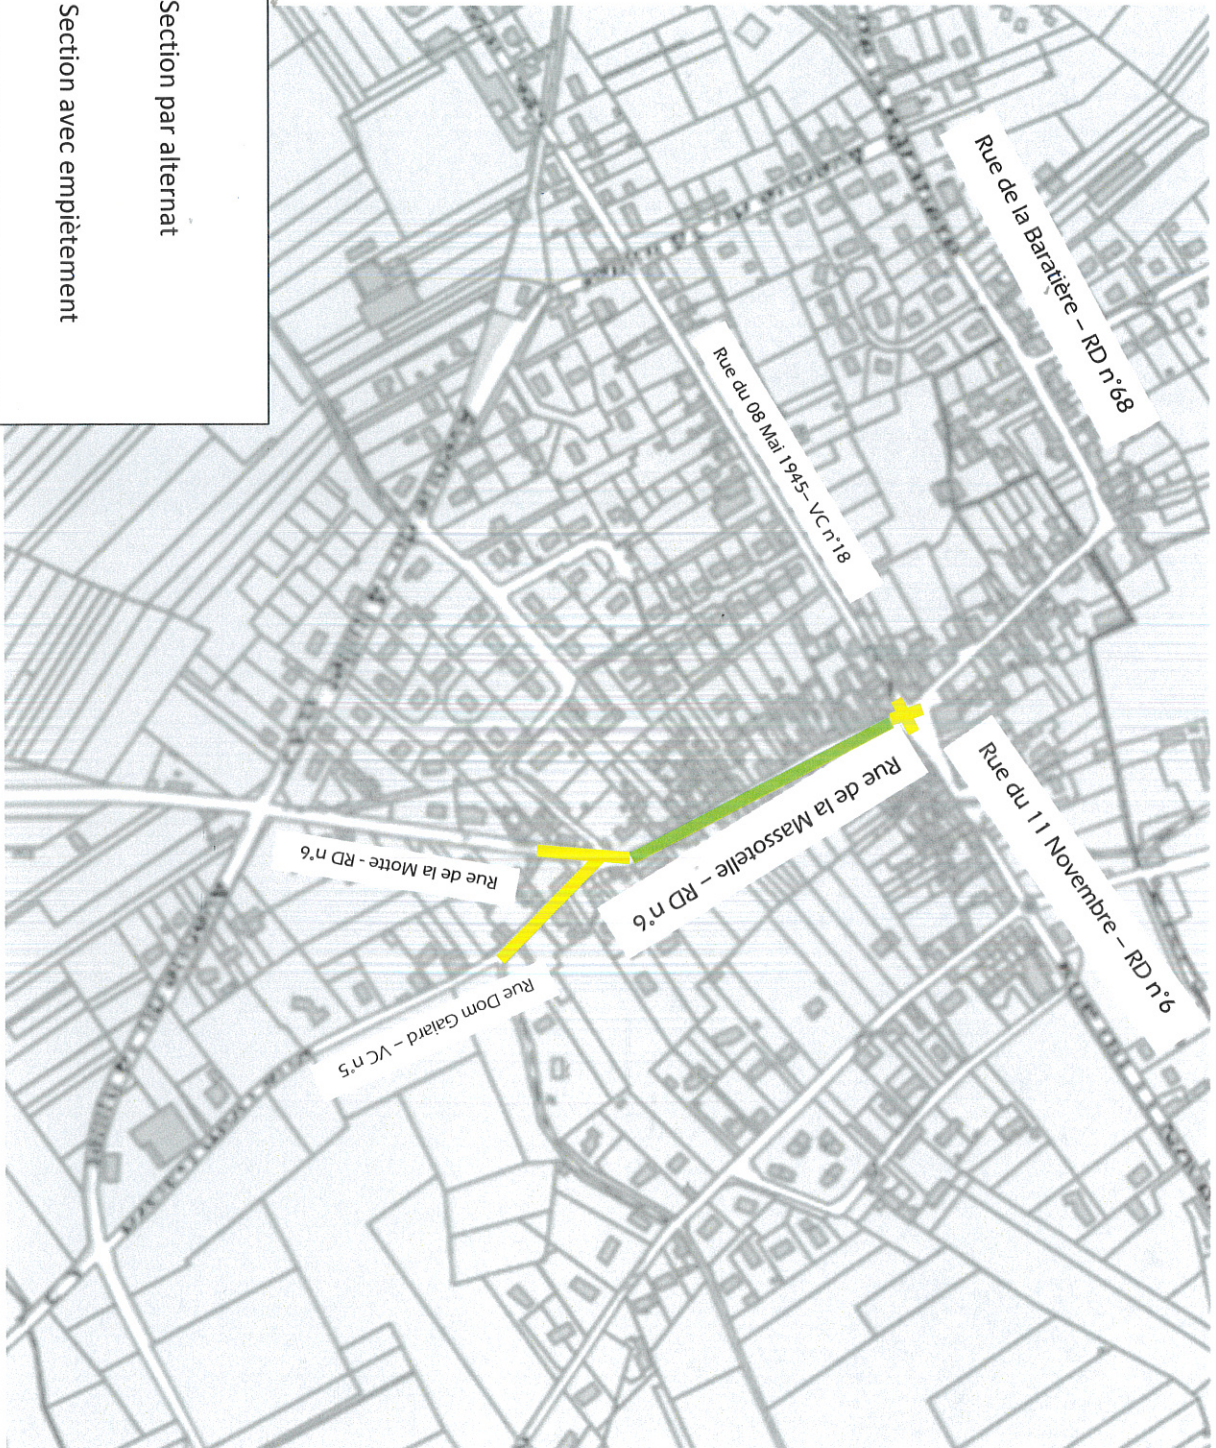 Section par alternat
Section avec empiètement
Rue de la Baratière – RD n°68
Rue du 08 Mai 1945– VC n°18
Rue du 11 Novembre – RD n°6
Rue de la Massotelle – RD n°6
Rue de la Motte - RD n°6
Rue Dom Gaiard – VC n°5